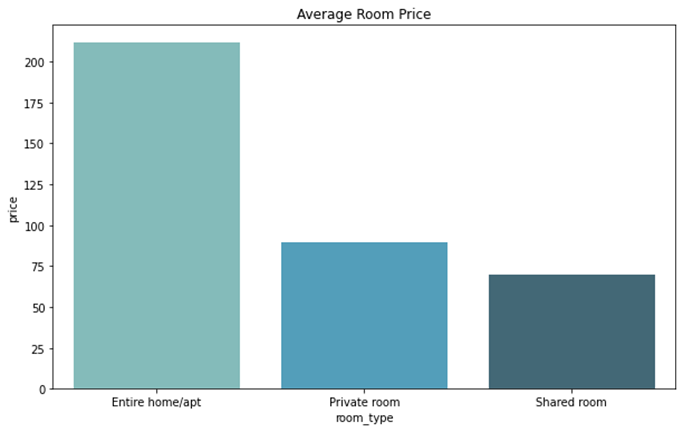 Average Room Price
price
200
175
150
125
100
75
50
25
0
Entire home/apt
Private room
Shared room
room_type